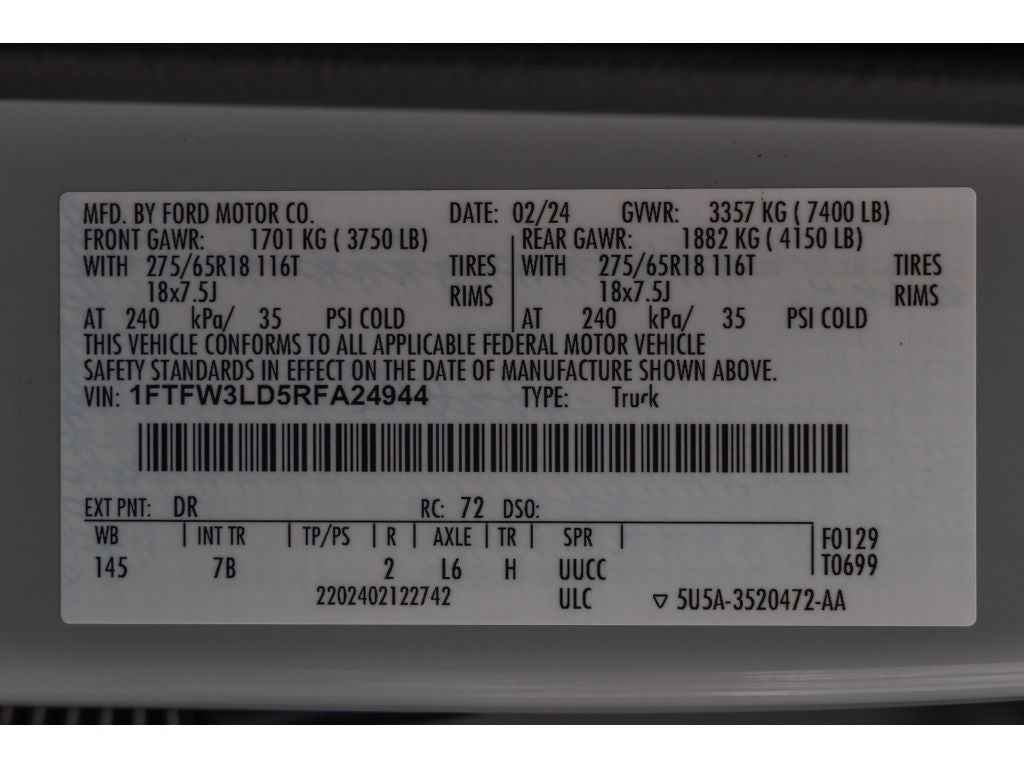 MFD. BY FORD MOTOR CO. DATE: 02/24 GVWR: 3357 KG ( 7400 LB)
FRONT GAWR: 1701 KG ( 3750 LB) REAR GAWR: 1882 KG ( 4150 LB)
WITH 275/65R18 116T TIRES WITH 275/65R18 116T TIRES
18x7.5J RIMS 18x7.5J RIMS
AT 240 kPa/ 35 PSI COLD AT 240 kPa/ 35 PSI COLD
THIS VEHICLE CONFORMS TO ALL APPLICABLE FEDERAL MOTOR VEHICLE
SAFETY STANDARDS IN EFFECT ON THE DATE OF MANUFACTURE SHOWN ABOVE.
VIN: 1FTFW3LD5RFA24944 TYPE: Truck
EXT PNT: DR RC: 72 DSO:
WB INT TR TP/PS R AXLE TR SPR F0129
145 7B 2 L6 H UUCC T0699
2202402122742 ULC ▽ 5U5A-3520472-AA